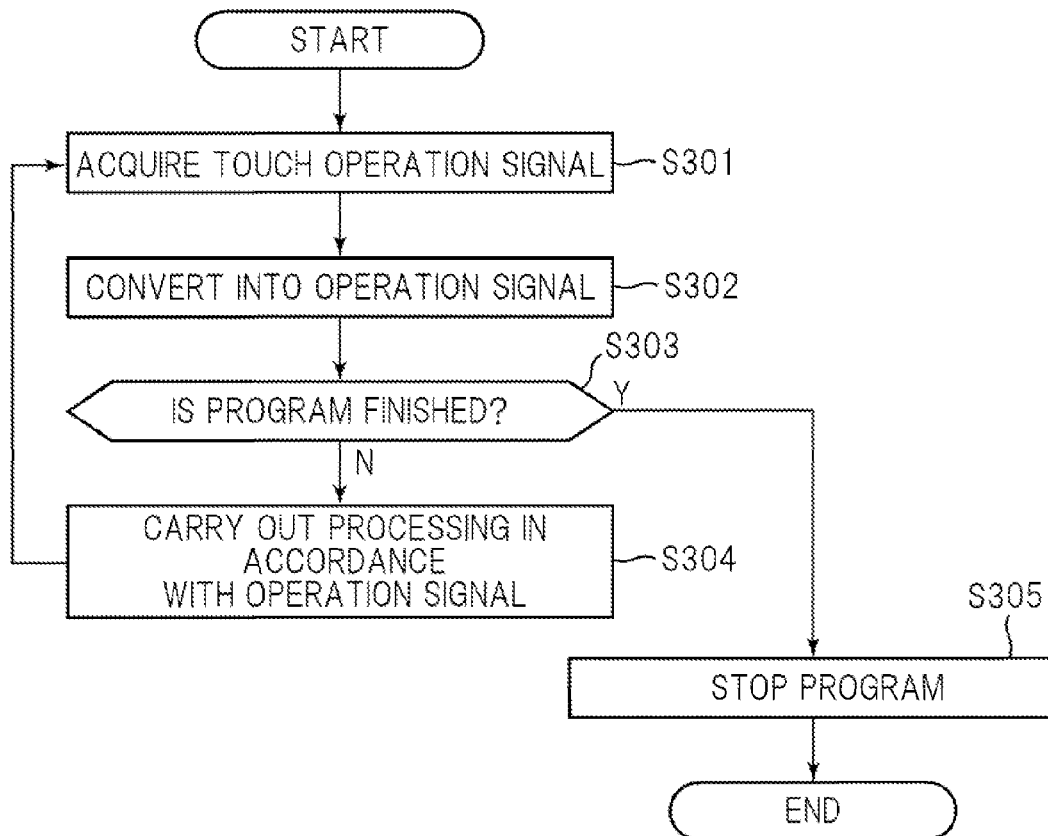 START
ACQUIRE TOUCH OPERATION SIGNAL
S301
CONVERT INTO OPERATION SIGNAL
S302
S303
IS PROGRAM FINISHED?
Y
N
CARRY OUT PROCESSING IN
ACCORDANCE
WITH OPERATION SIGNAL
S304
S305
STOP PROGRAM
END